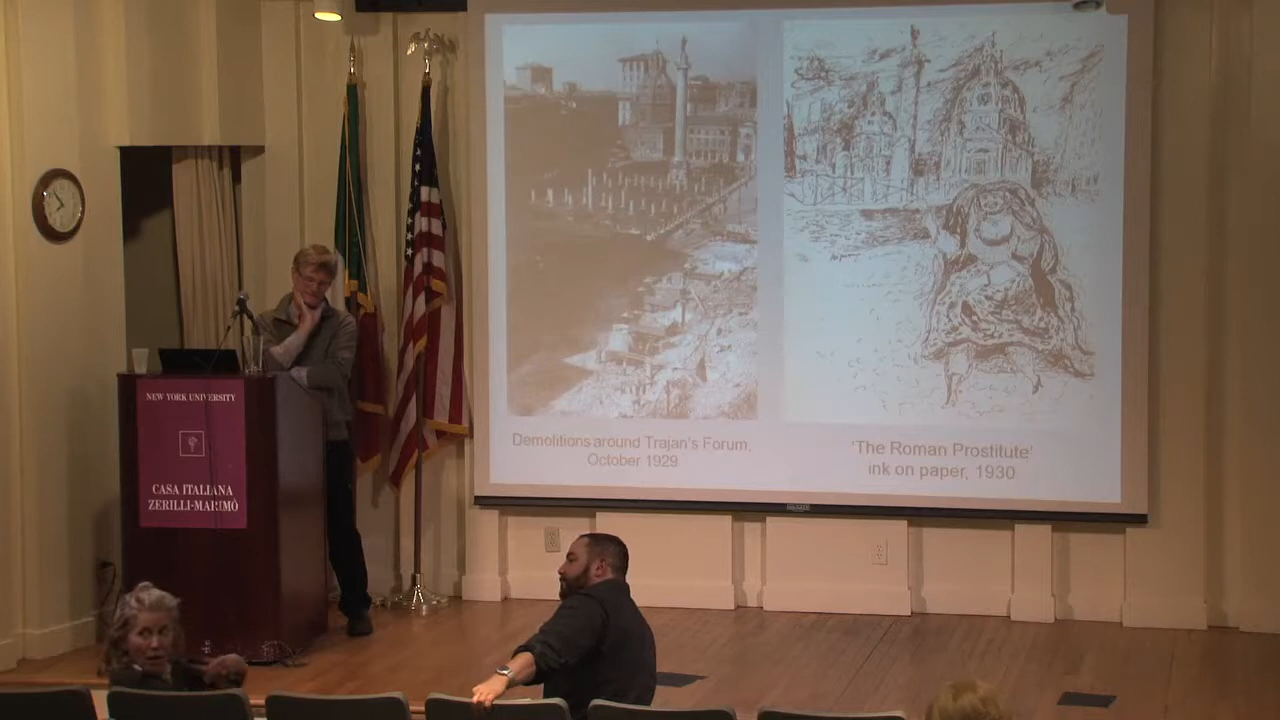 NEW YORK UNIVERSITY
CASA ITALIANA
ZERILLI-MARIMÒ
Demolitions around Trajan's Forum,
October 1929
'The Roman Prostitute'
ink on paper, 1930